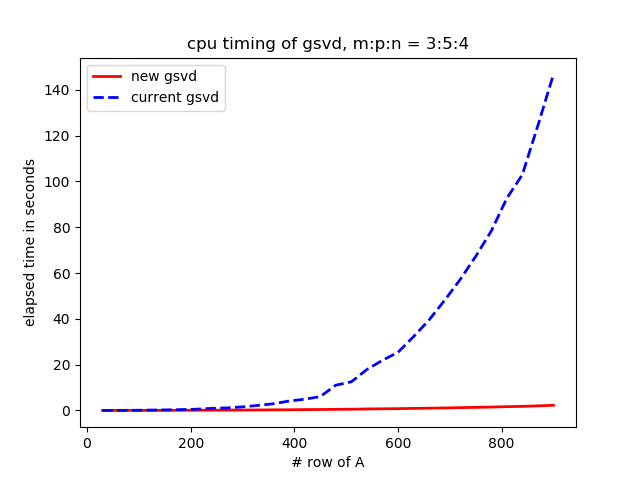 cpu timing of gsvd, m:p:n = 3:5:4
new gsvd
current gsvd
140
120
100
80
60
40
20
0
elapsed time in seconds
0 200 400 600 800
# row of A